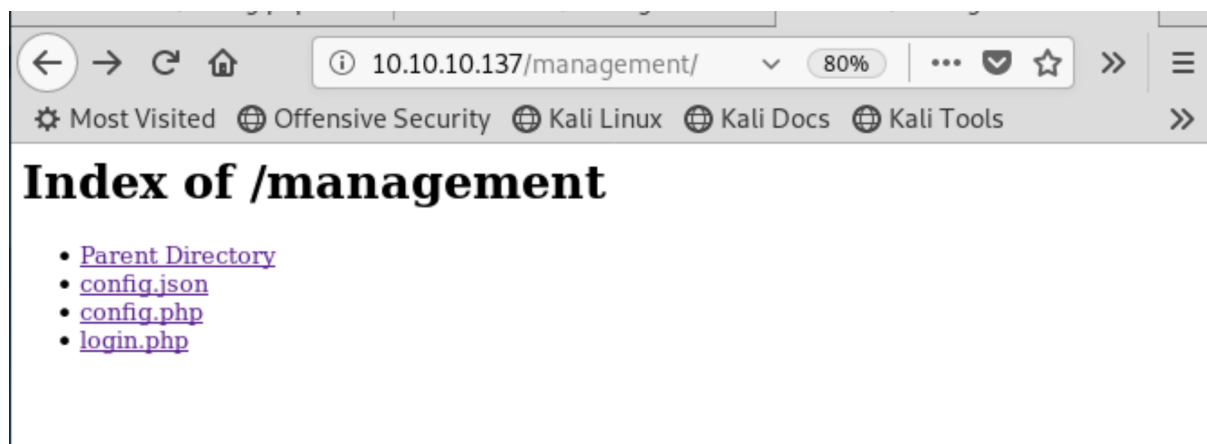 10.10.10.137/management/ 80%
Most Visited Offensive Security Kali Linux Kali Docs Kali Tools
Index of /management
Parent Directory
config.json
config.php
login.php